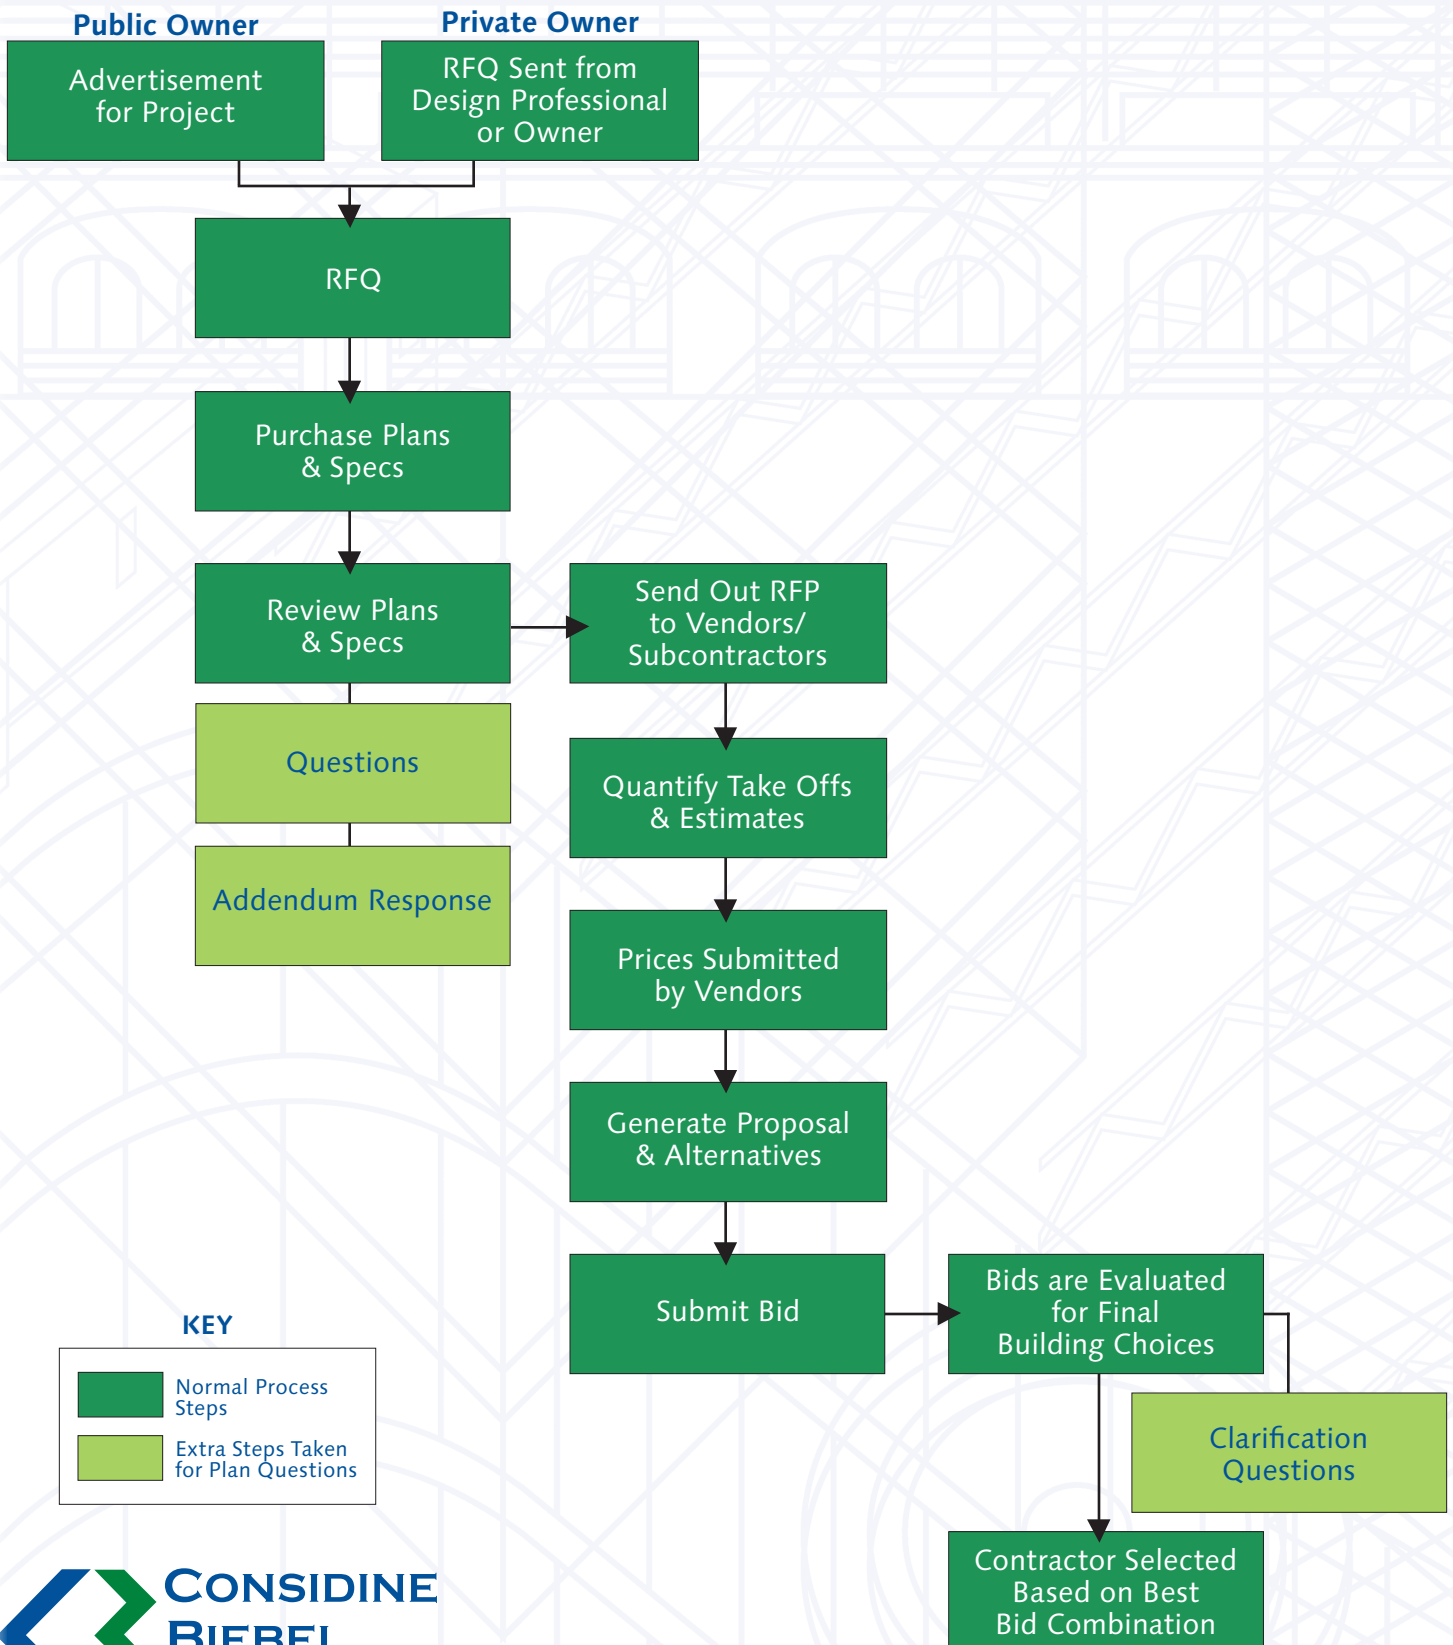 Public Owner
Private Owner
Advertisement
for Project
RFQ Sent from
Design Professional
or Owner
RFQ
Purchase Plans
& Specs
Review Plans
& Specs
Send Out RFP
to Vendors/
Subcontractors
Questions
Quantify Take Offs
& Estimates
Addendum Response
Prices Submitted
by Vendors
Generate Proposal
& Alternatives
Submit Bid
Bids are Evaluated
for Final
Building Choices
Clarification
Questions
Contractor Selected
Based on Best
Bid Combination
KEY
Normal Process
Steps
Extra Steps Taken
for Plan Questions
CONSIDINE
BIEBEL